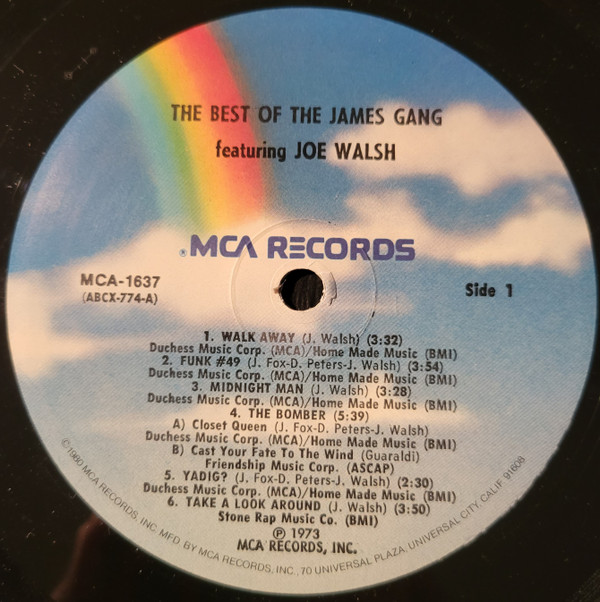 THE BEST OF THE JAMES GANG
featuring JOE WALSH
® MCA RECORDS
MCA-1637
(ABCX-774-A)
Side 1
1. WALK AWAY (J. Walsh) (3:32)
Duchess Music Corp. (MCA)/Home Made Music (BMI)
2. FUNK #49 (J. Fox-D. Peters-J. Walsh) (3:54)
Duchess Music Corp. (MCA)/Home Made Music (BMI)
3. MIDNIGHT MAN (J. Walsh) (3:28)
Duchess Music Corp. (MCA)/Home Made Music (BMI)
4. THE BOMBER (5:39)
A) Closet Queen (J. Fox-D. Peters-J. Walsh)
Duchess Music Corp. (MCA)/Home Made Music (BMI)
B) Cast Your Fate To The Wind (Guaraldi)
Friendship Music Corp. (ASCAP)
5. YADIG? (J. Fox-D. Peters-J. Walsh) (2:30)
Duchess Music Corp. (MCA)/Home Made Music (BMI)
6. TAKE A LOOK AROUND (J. Walsh) (3:50)
Stone Rap Music Co. (BMI)
℗ 1973
MCA RECORDS, INC.
©1980 MCA RECORDS, INC. MFD. BY MCA RECORDS, INC., 70 UNIVERSAL PLAZA, UNIVERSAL CITY, CALIF. 91608